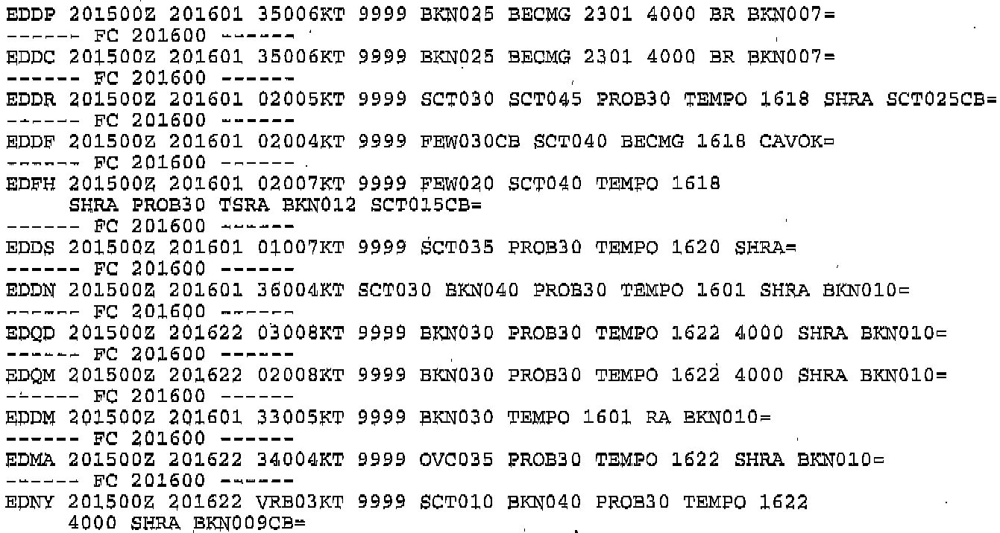 EDDP 201500Z 201601 35006KT 9999 BKN025 BECMG 2301 4000 BR BKN007=
------ FC 201600 ------
EDDC 201500Z 201601 35006KT 9999 BKN025 BECMG 2301 4000 BR BKN007=
------ FC 201600 ------
EDDR 201500Z 201601 02005KT 9999 SCT030 SCT045 PROB30 TEMPO 1618 SHRA SCT025CB=
------ FC 201600 ------
EDDF 201500Z 201601 02004KT 9999 FEW030CB SCT040 BECMG 1618 CAVOK=
------ FC 201600 ------
EDFH 201500Z 201601 02007KT 9999 FEW020 SCT040 TEMPO 1618
SHRA PROB30 TSRA BKN012 SCT015CB=
------ FC 201600 ------
EDDS 201500Z 201601 01007KT 9999 SCT035 PROB30 TEMPO 1620 SHRA=
------ FC 201600 ------
EDDN 201500Z 201601 36004KT SCT030 BKN040 PROB30 TEMPO 1601 SHRA BKN010=
------ FC 201600 ------
EDQD 201500Z 201622 03008KT 9999 BKN030 PROB30 TEMPO 1622 4000 SHRA BKN010=
------ FC 201600 ------
EDQM 201500Z 201622 02008KT 9999 BKN030 PROB30 TEMPO 1622 4000 SHRA BKN010=
------ FC 201600 ------
EDDM 201500Z 201601 33005KT 9999 BKN030 TEMPO 1601 RA BKN010=
------ FC 201600 ------
EDMA 201500Z 201622 34004KT 9999 OVC035 PROB30 TEMPO 1622 SHRA BKN010=
------ FC 201600 ------
EDNY 201500Z 201622 VRB03KT 9999 SCT010 BKN040 PROB30 TEMPO 1622
4000 SHRA BKN009CB=